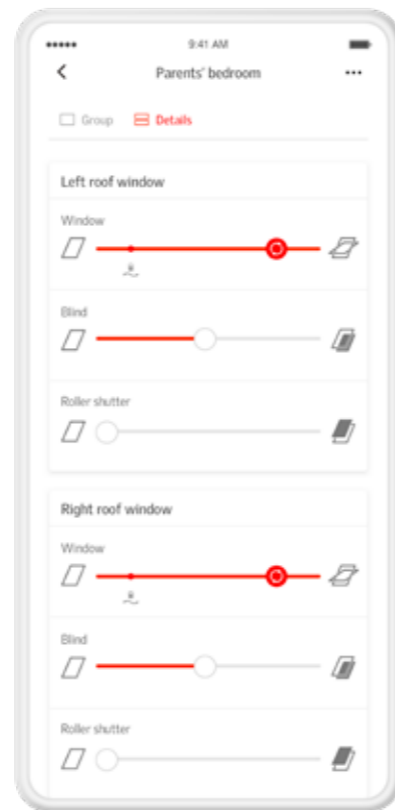 9:41 AM
Parents' bedroom
Group Details
Left roof window
Window
Blind
Roller shutter
Right roof window
Window
Blind
Roller shutter